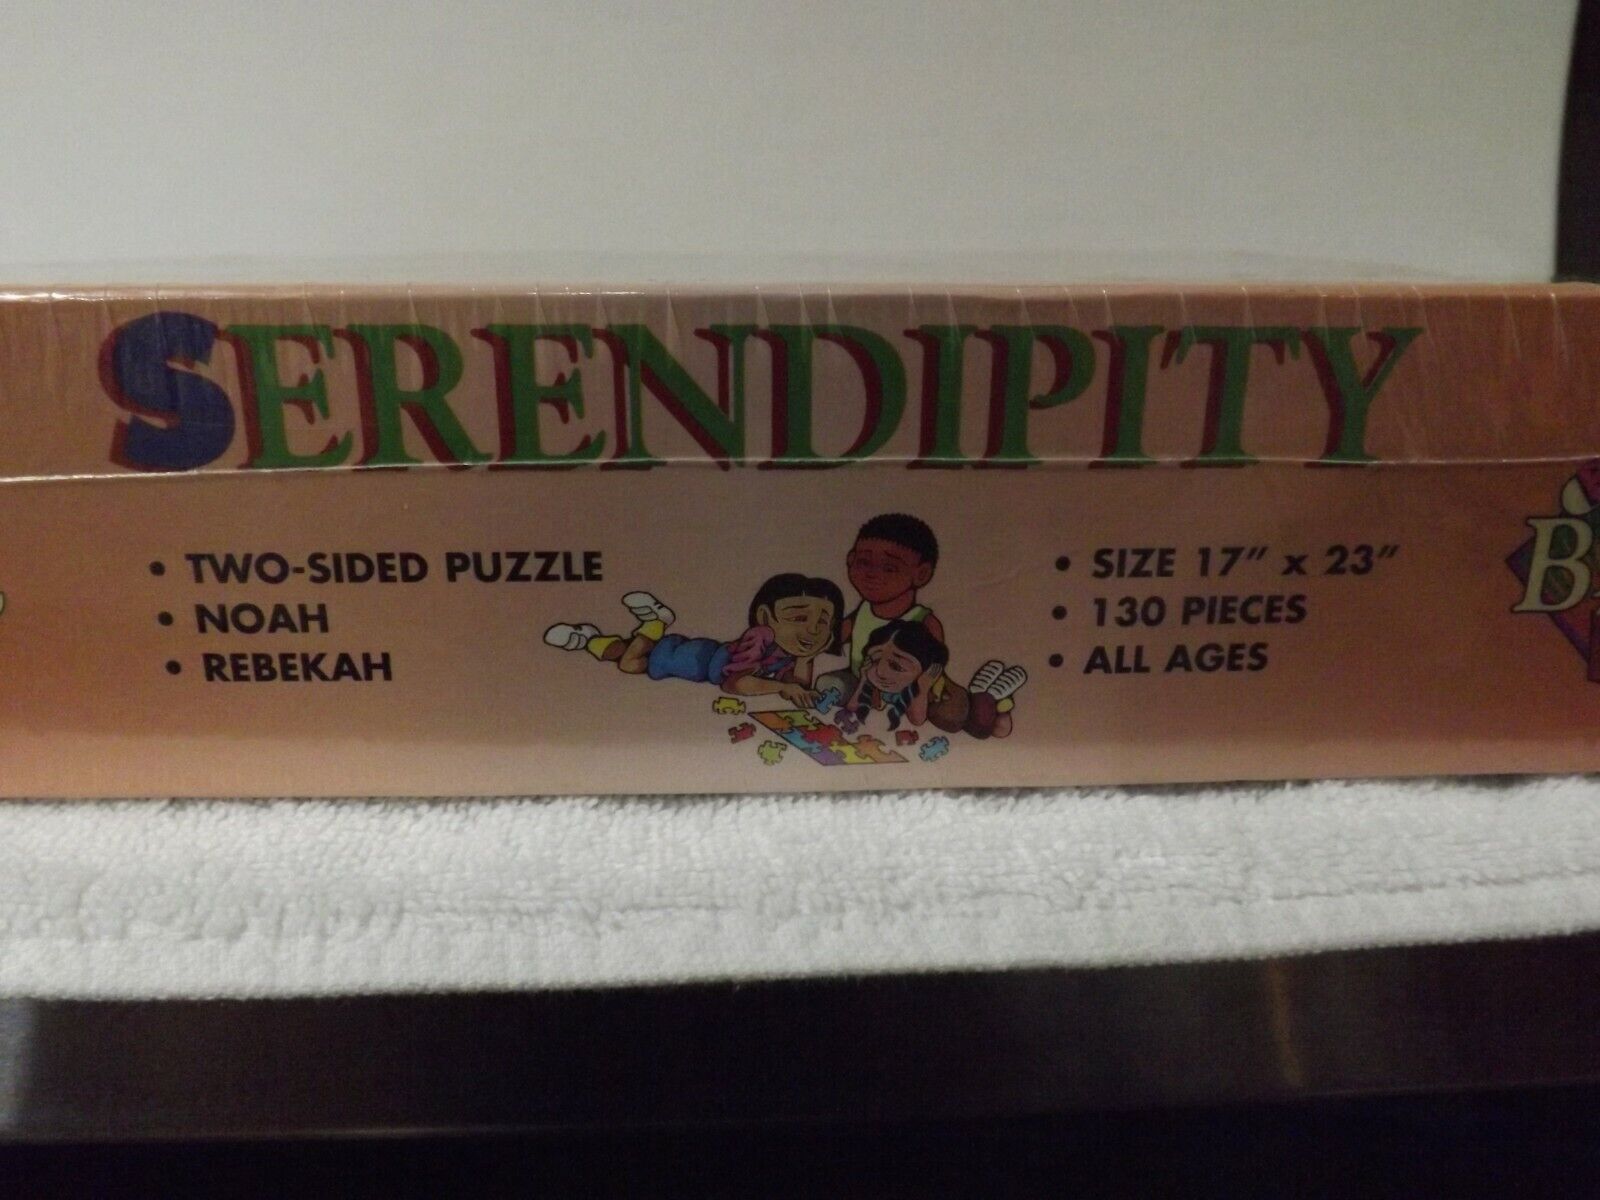 SERENDIPITY
• TWO-SIDED PUZZLE
• NOAH
• REBEKAH
• SIZE 17" x 23"
• 130 PIECES
• ALL AGES